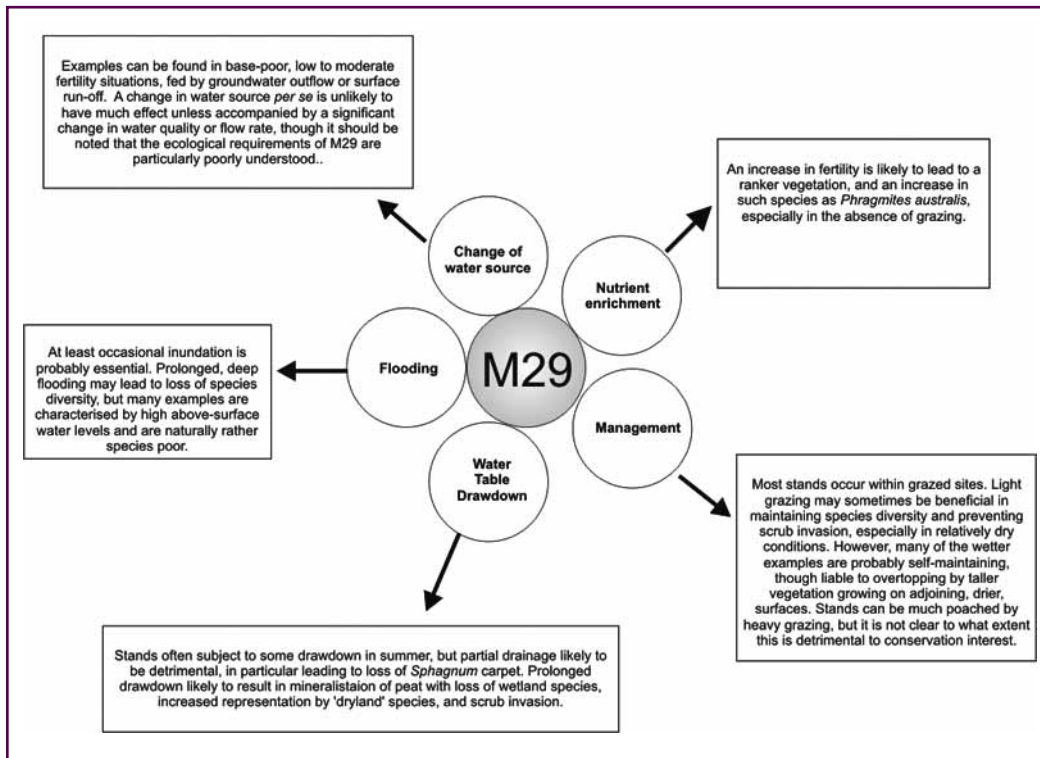 Examples can be found in base-poor, low to moderate
fertility situations, fed by groundwater outflow or surface
run-off.  A change in water source per se is unlikely to
have much effect unless accompanied by a significant
change in water quality or flow rate, though it should be
noted that the ecological requirements of M29 are
particularly poorly understood..
An increase in fertility is likely to lead to a
ranker vegetation, and an increase in
such species as Phragmites australis,
especially in the absence of grazing.
Change of
water source
Nutrient
enrichment
At least occasional inundation is
probably essential. Prolonged, deep
flooding may lead to loss of species
diversity, but many examples are
characterised by high above-surface
water levels and are naturally rather
species poor.
Flooding
M29
Management
Water
Table
Drawdown
Most stands occur within grazed sites. Light
grazing may sometimes be beneficial in
maintaining species diversity and preventing
scrub invasion, especially in relatively dry
conditions. However, many of the wetter
examples are probably self-maintaining,
though liable to overtopping by taller
vegetation growing on adjoining, drier,
surfaces. Stands can be much poached by
heavy grazing, but it is not clear to what extent
this is detrimental to conservation interest.
Stands often subject to some drawdown in summer, but partial drainage likely to
be detrimental, in particular leading to loss of Sphagnum carpet. Prolonged
drawdown likely to result in mineralistaion of peat with loss of wetland species,
increased representation by 'dryland' species, and scrub invasion.